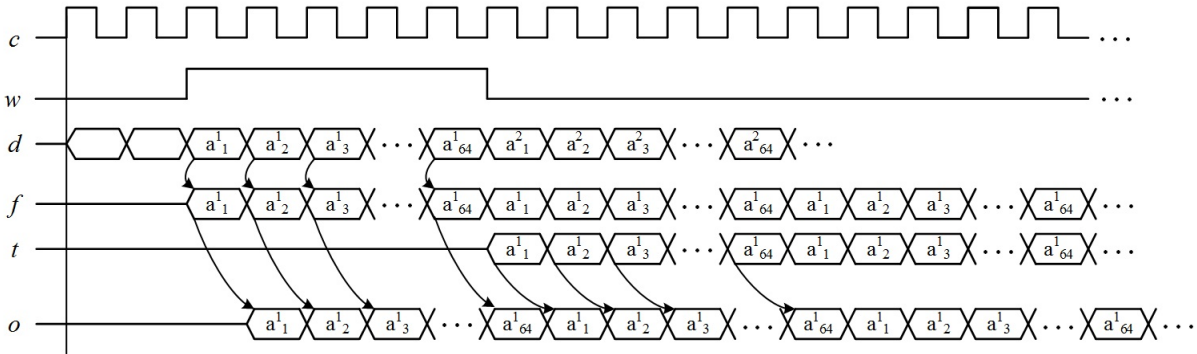 c ...
w ...
d a¹₁ a¹₂ a¹₃ ... a¹₆₄ a²₁ a²₂ a²₃ ... a²₆₄ ...
f a¹₁ a¹₂ a¹₃ ... a¹₆₄ a¹₁ a¹₂ a¹₃ ... a¹₆₄ a¹₁ a¹₂ a¹₃ ... a¹₆₄ ...
t a¹₁ a¹₂ a¹₃ ... a¹₆₄ a¹₁ a¹₂ a¹₃ ... a¹₆₄ ...
o a¹₁ a¹₂ a¹₃ ... a¹₆₄ a¹₁ a¹₂ a¹₃ ... a¹₆₄ a¹₁ a¹₂ a¹₃ ... a¹₆₄ ...